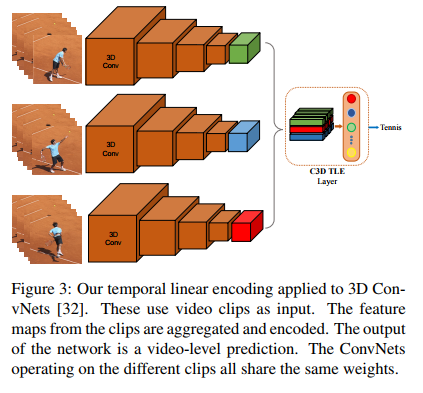 3D
Conv
3D
Conv
3D
Conv
Tennis
C3D TLE
Layer
Figure 3: Our temporal linear encoding applied to 3D Con-
vNets [32]. These use video clips as input. The feature
maps from the clips are aggregated and encoded. The output
of the network is a video-level prediction. The ConvNets
operating on the different clips all share the same weights.